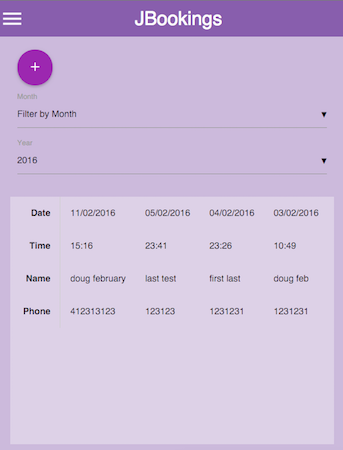 JBookings
+
Month
Filter by Month ▼
Year
2016 ▼
Date 11/02/2016 05/02/2016 04/02/2016 03/02/2016
Time 15:16 23:41 23:26 10:49
Name doug february last test first last doug feb
Phone 412313123 123123 1231231 1231231